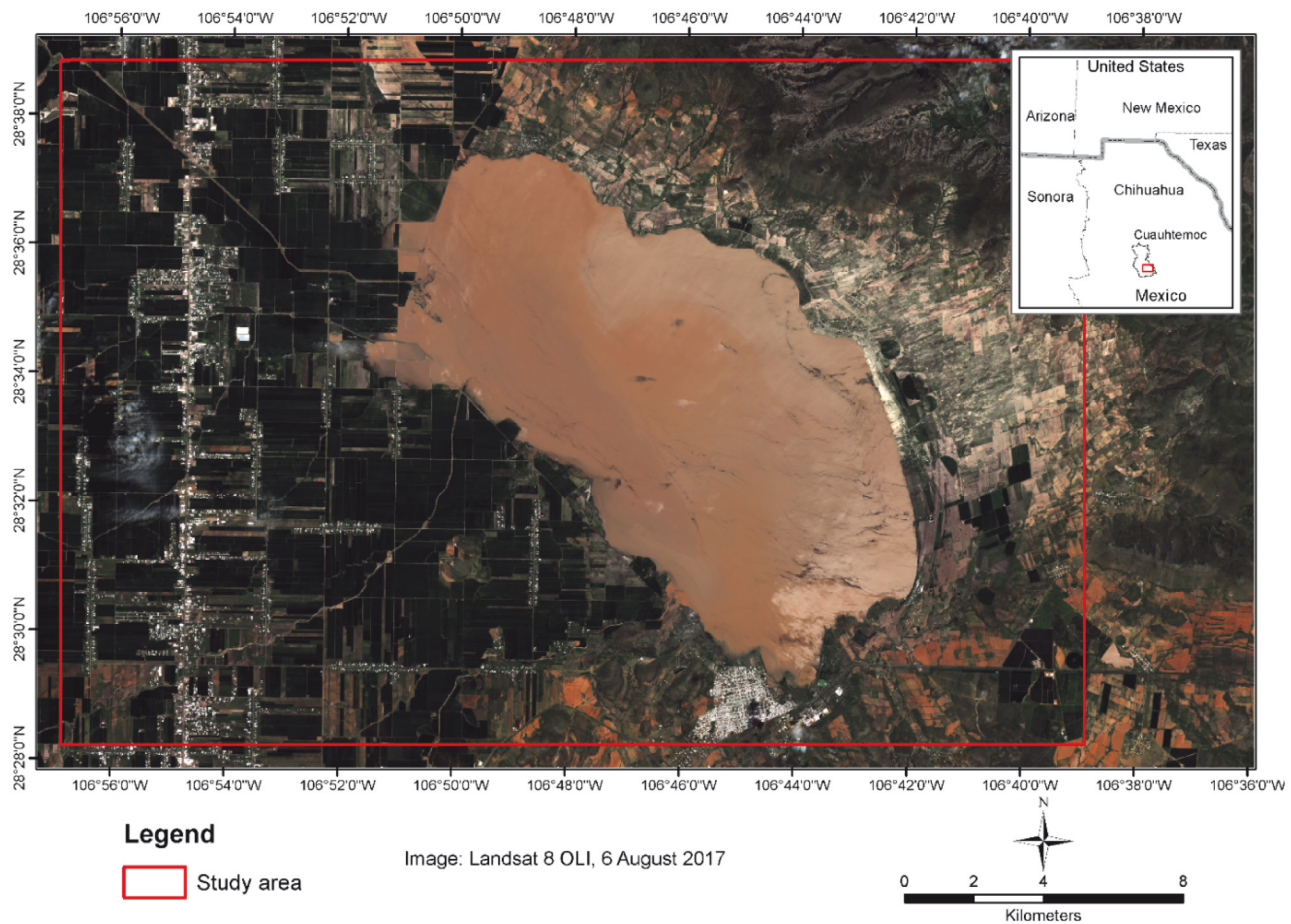 106°56'0"W 106°54'0"W 106°52'0"W 106°50'0"W 106°48'0"W 106°46'0"W 106°44'0"W 106°42'0"W 106°40'0"W 106°38'0"W
28°38'0"N
28°36'0"N
28°34'0"N
28°32'0"N
28°30'0"N
28°28'0"N
United States
Arizona
New Mexico
Texas
Sonora
Chihuahua
Cuauhtemoc
Mexico
106°56'0"W 106°54'0"W 106°52'0"W 106°50'0"W 106°48'0"W 106°46'0"W 106°44'0"W 106°42'0"W 106°40'0"W 106°38'0"W 106°36'0"W
Legend
Study area
Image: Landsat 8 OLI, 6 August 2017
N
0 2 4 8
Kilometers